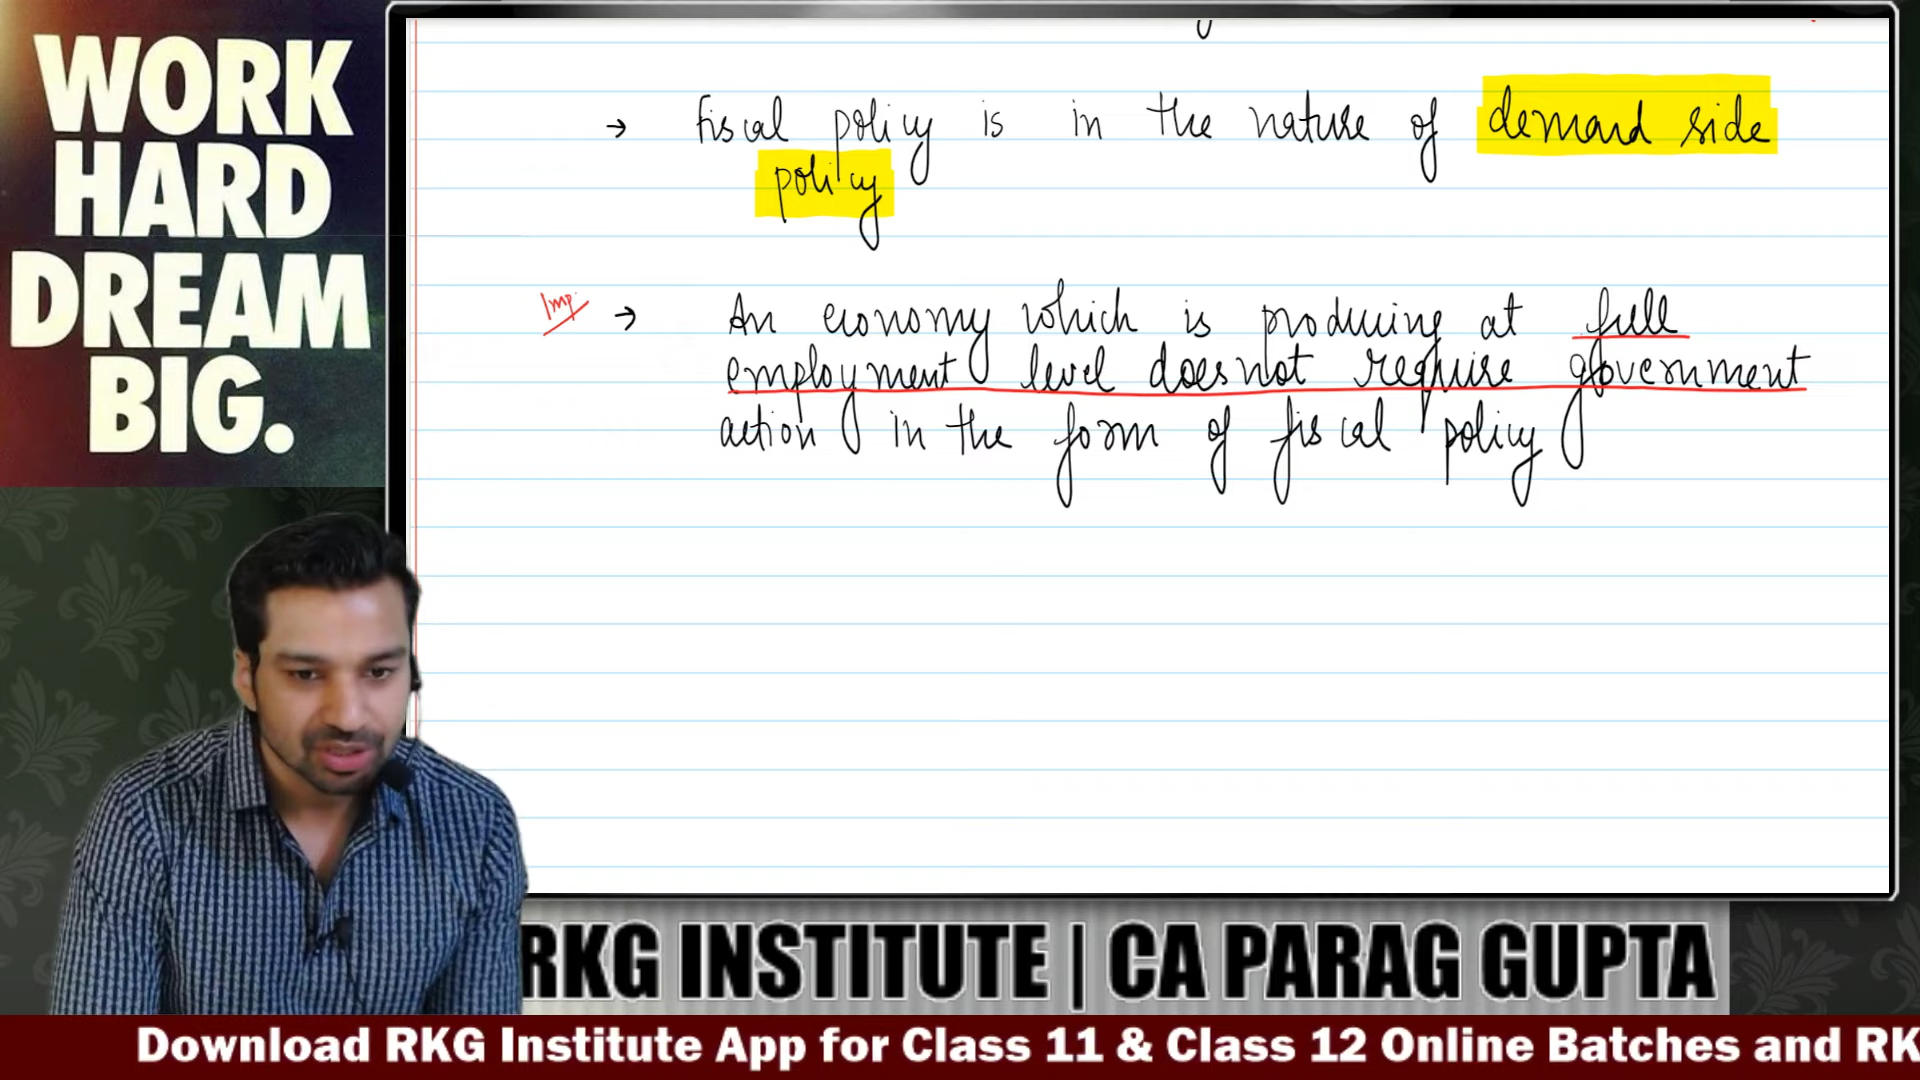 WORK
HARD
DREAM
BIG.
→ fiscal policy is in the nature of demand side
policy
Imp. → An economy which is producing at full
employment level does not require government
action in the form of fiscal policy
RKG INSTITUTE | CA PARAG GUPTA
Download RKG Institute App for Class 11 & Class 12 Online Batches and RK